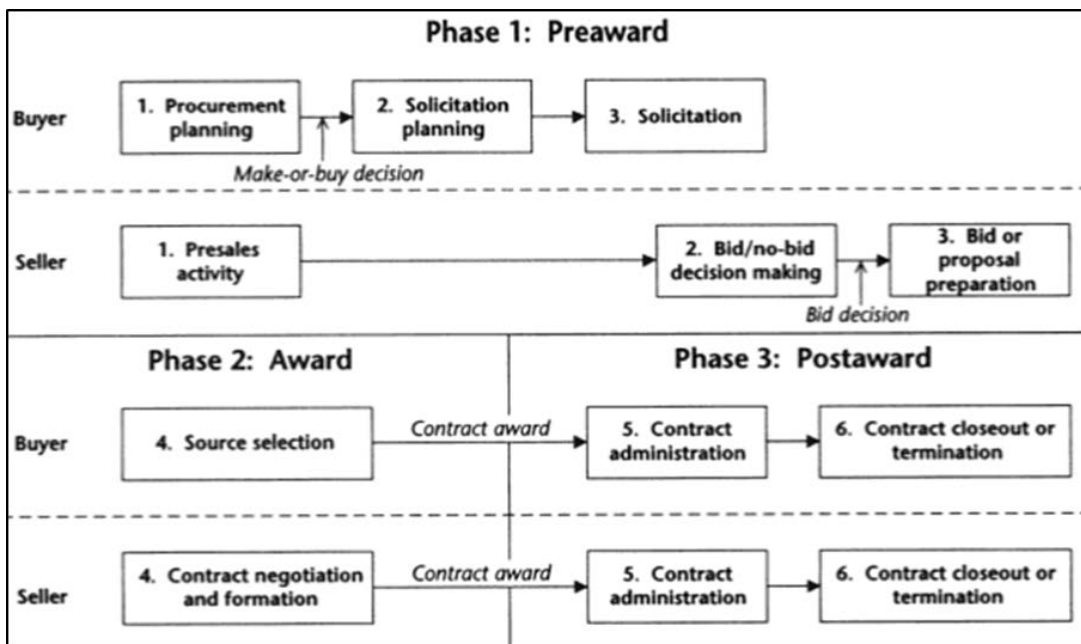 Phase 1: Preaward
Buyer
1. Procurement
planning
2. Solicitation
planning
3. Solicitation
Make-or-buy decision
Seller
1. Presales
activity
2. Bid/no-bid
decision making
3. Bid or
proposal
preparation
Bid decision
Phase 2: Award
Phase 3: Postaward
Buyer
4. Source selection
Contract award
5. Contract
administration
6. Contract closeout or
termination
Seller
4. Contract negotiation
and formation
Contract award
5. Contract
administration
6. Contract closeout or
termination